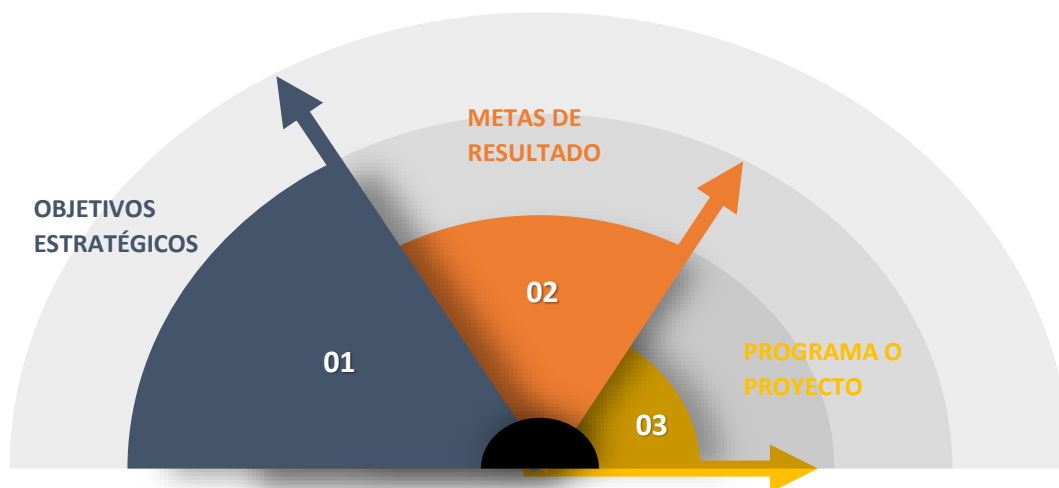 OBJETIVOS
ESTRATÉGICOS
01
METAS DE
RESULTADO
02
PROGRAMA O
PROYECTO
03